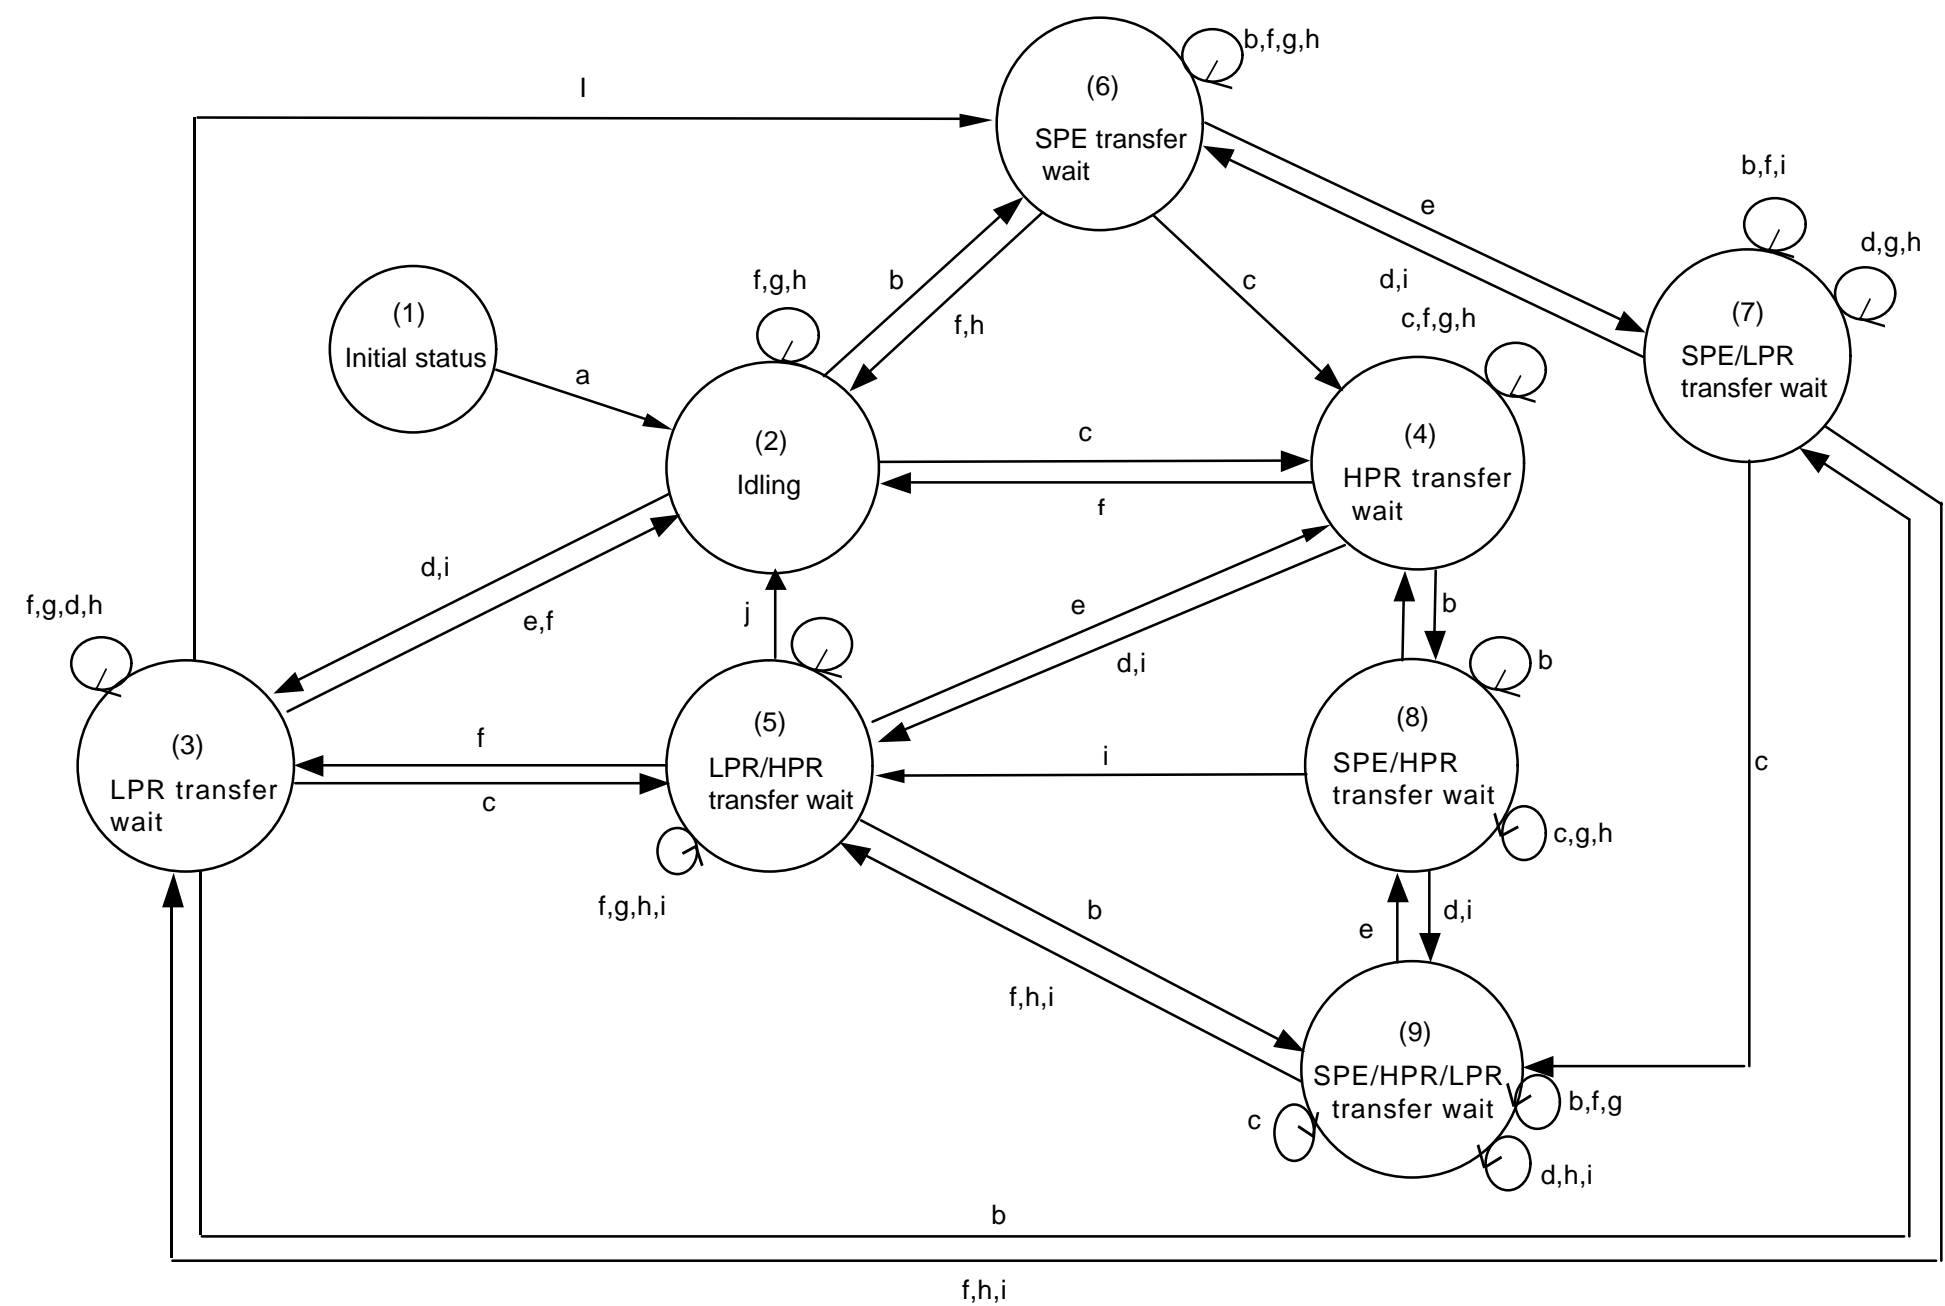 b,f,g,h
I
(6)
SPE transfer
wait
b,f,i
e
d,g,h
f,g,h
b
c
d,i
(1)
Initial status
f,h
c,f,g,h
(7)
SPE/LPR
transfer wait
a
(2)
Idling
c
(4)
HPR transfer
wait
f
d,i
f,g,d,h
e,f
j
e
b
d,i
b
(3)
LPR transfer
wait
f
c
(5)
LPR/HPR
transfer wait
i
(8)
SPE/HPR
transfer wait
c
c,g,h
f,g,h,i
b
e
d,i
f,h,i
(9)
SPE/HPR/LPR
transfer wait
c
b,f,g
d,h,i
b
f,h,i